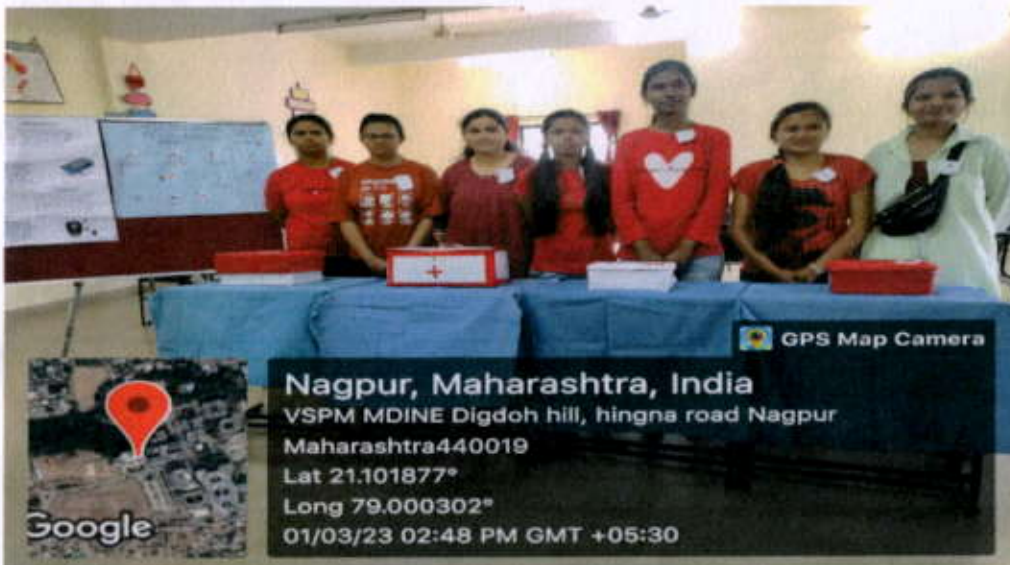 GPS Map Camera
Nagpur, Maharashtra, India
VSPM MDINE Digdoh hill, hingna road Nagpur
Maharashtra440019
Lat 21.101877°
Long 79.000302°
01/03/23 02:48 PM GMT +05:30
Google